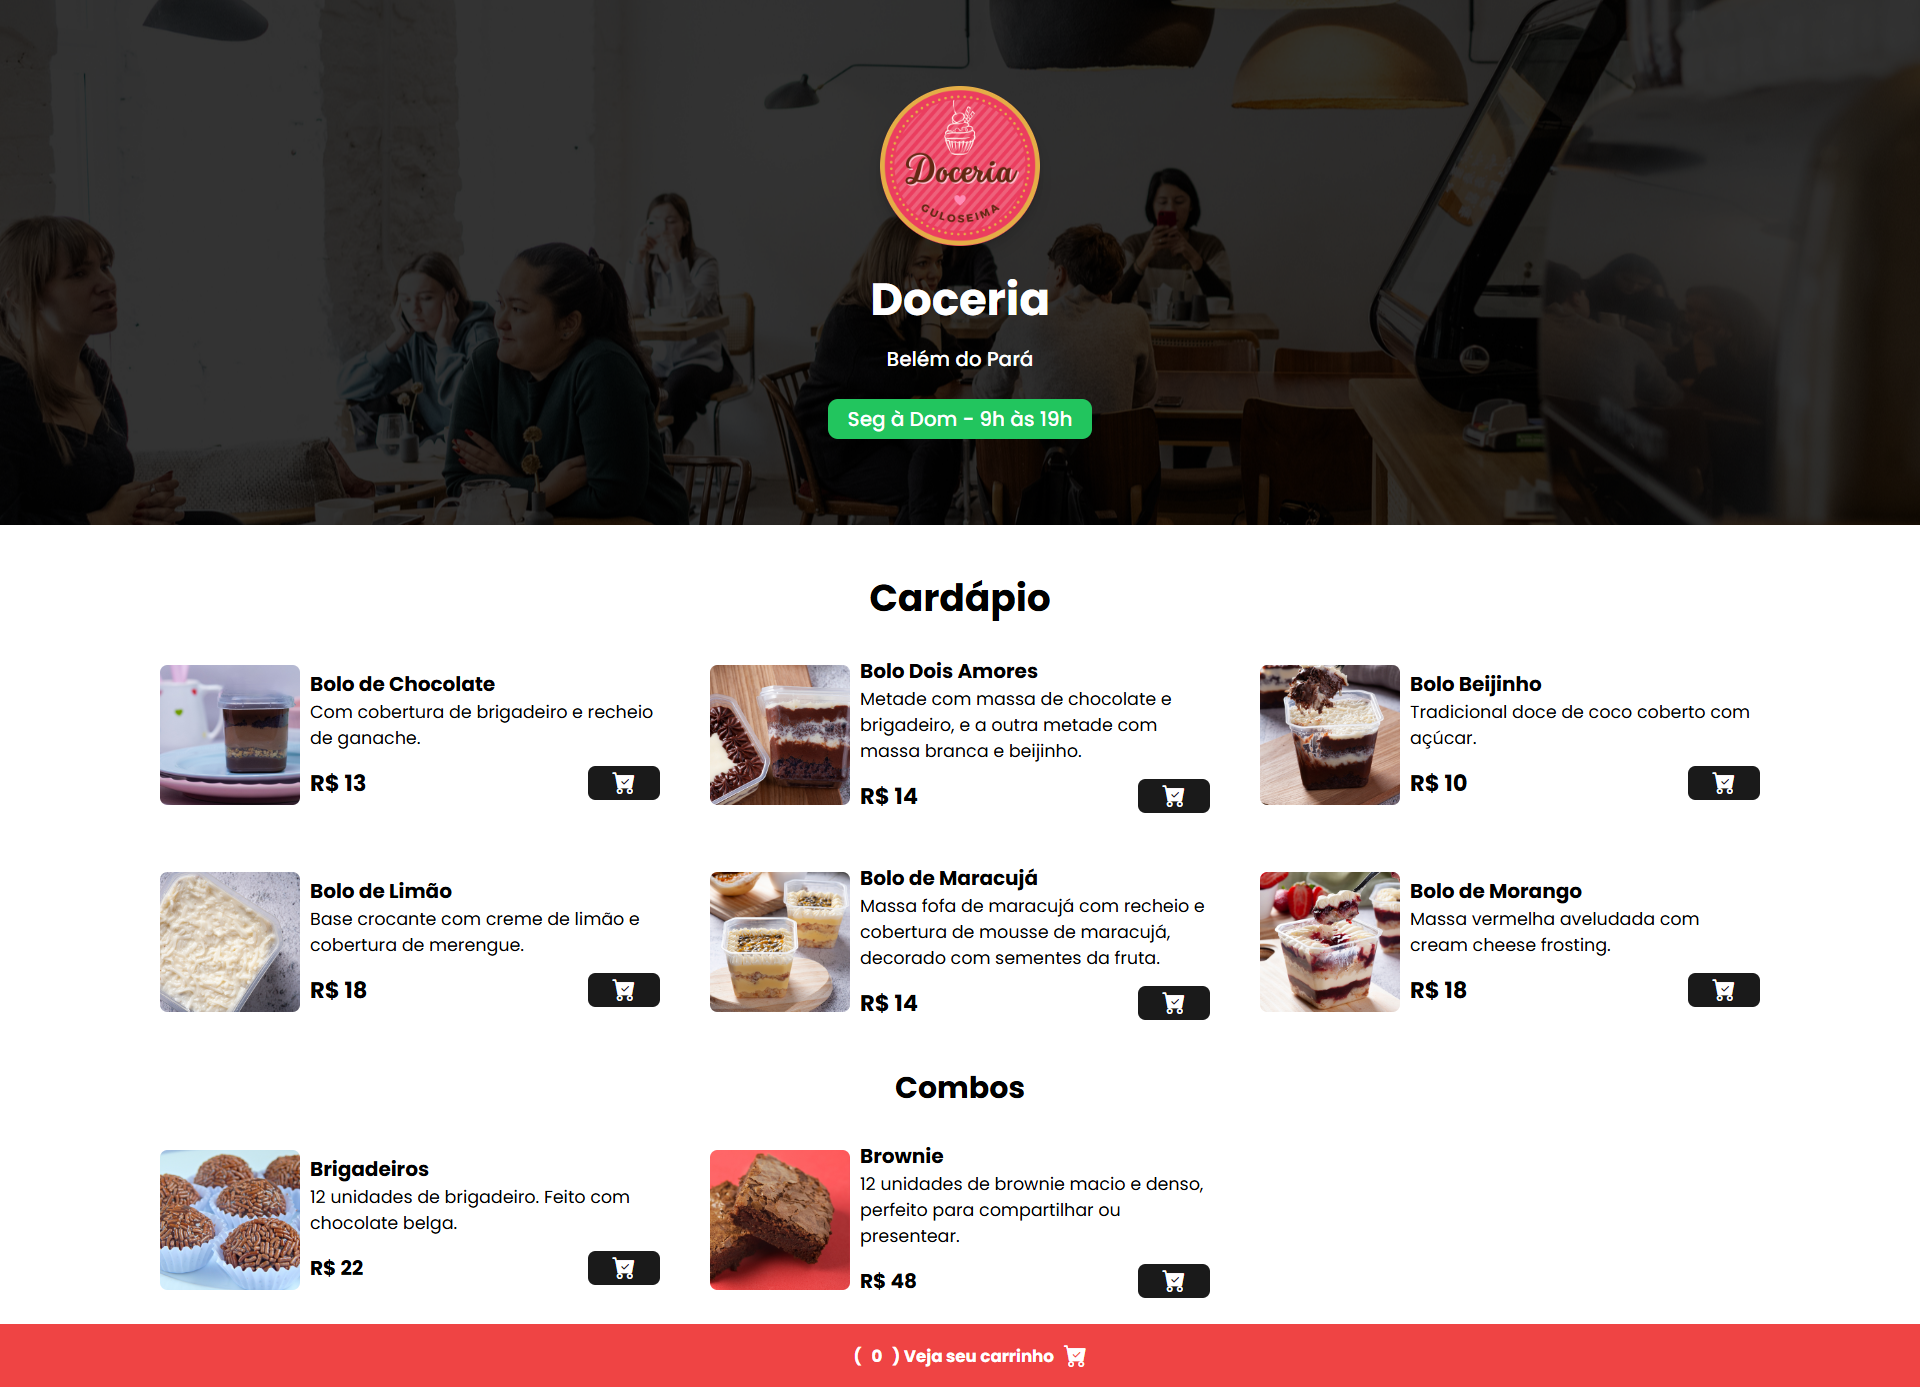 Doceria
GULOSEIMA
Doceria
Belém do Pará
Seg à Dom - 9h às 19h
Cardápio
Bolo de Chocolate
Com cobertura de brigadeiro e recheio
de ganache.
R$ 13
Bolo Dois Amores
Metade com massa de chocolate e
brigadeiro, e a outra metade com
massa branca e beijinho.
R$ 14
Bolo Beijinho
Tradicional doce de coco coberto com
açúcar.
R$ 10
Bolo de Limão
Base crocante com creme de limão e
cobertura de merengue.
R$ 18
Bolo de Maracujá
Massa fofa de maracujá com recheio e
cobertura de mousse de maracujá,
decorado com sementes da fruta.
R$ 14
Bolo de Morango
Massa vermelha aveludada com
cream cheese frosting.
R$ 18
Combos
Brigadeiros
12 unidades de brigadeiro. Feito com
chocolate belga.
R$ 22
Brownie
12 unidades de brownie macio e denso,
perfeito para compartilhar ou
presentear.
R$ 48
( 0 ) Veja seu carrinho